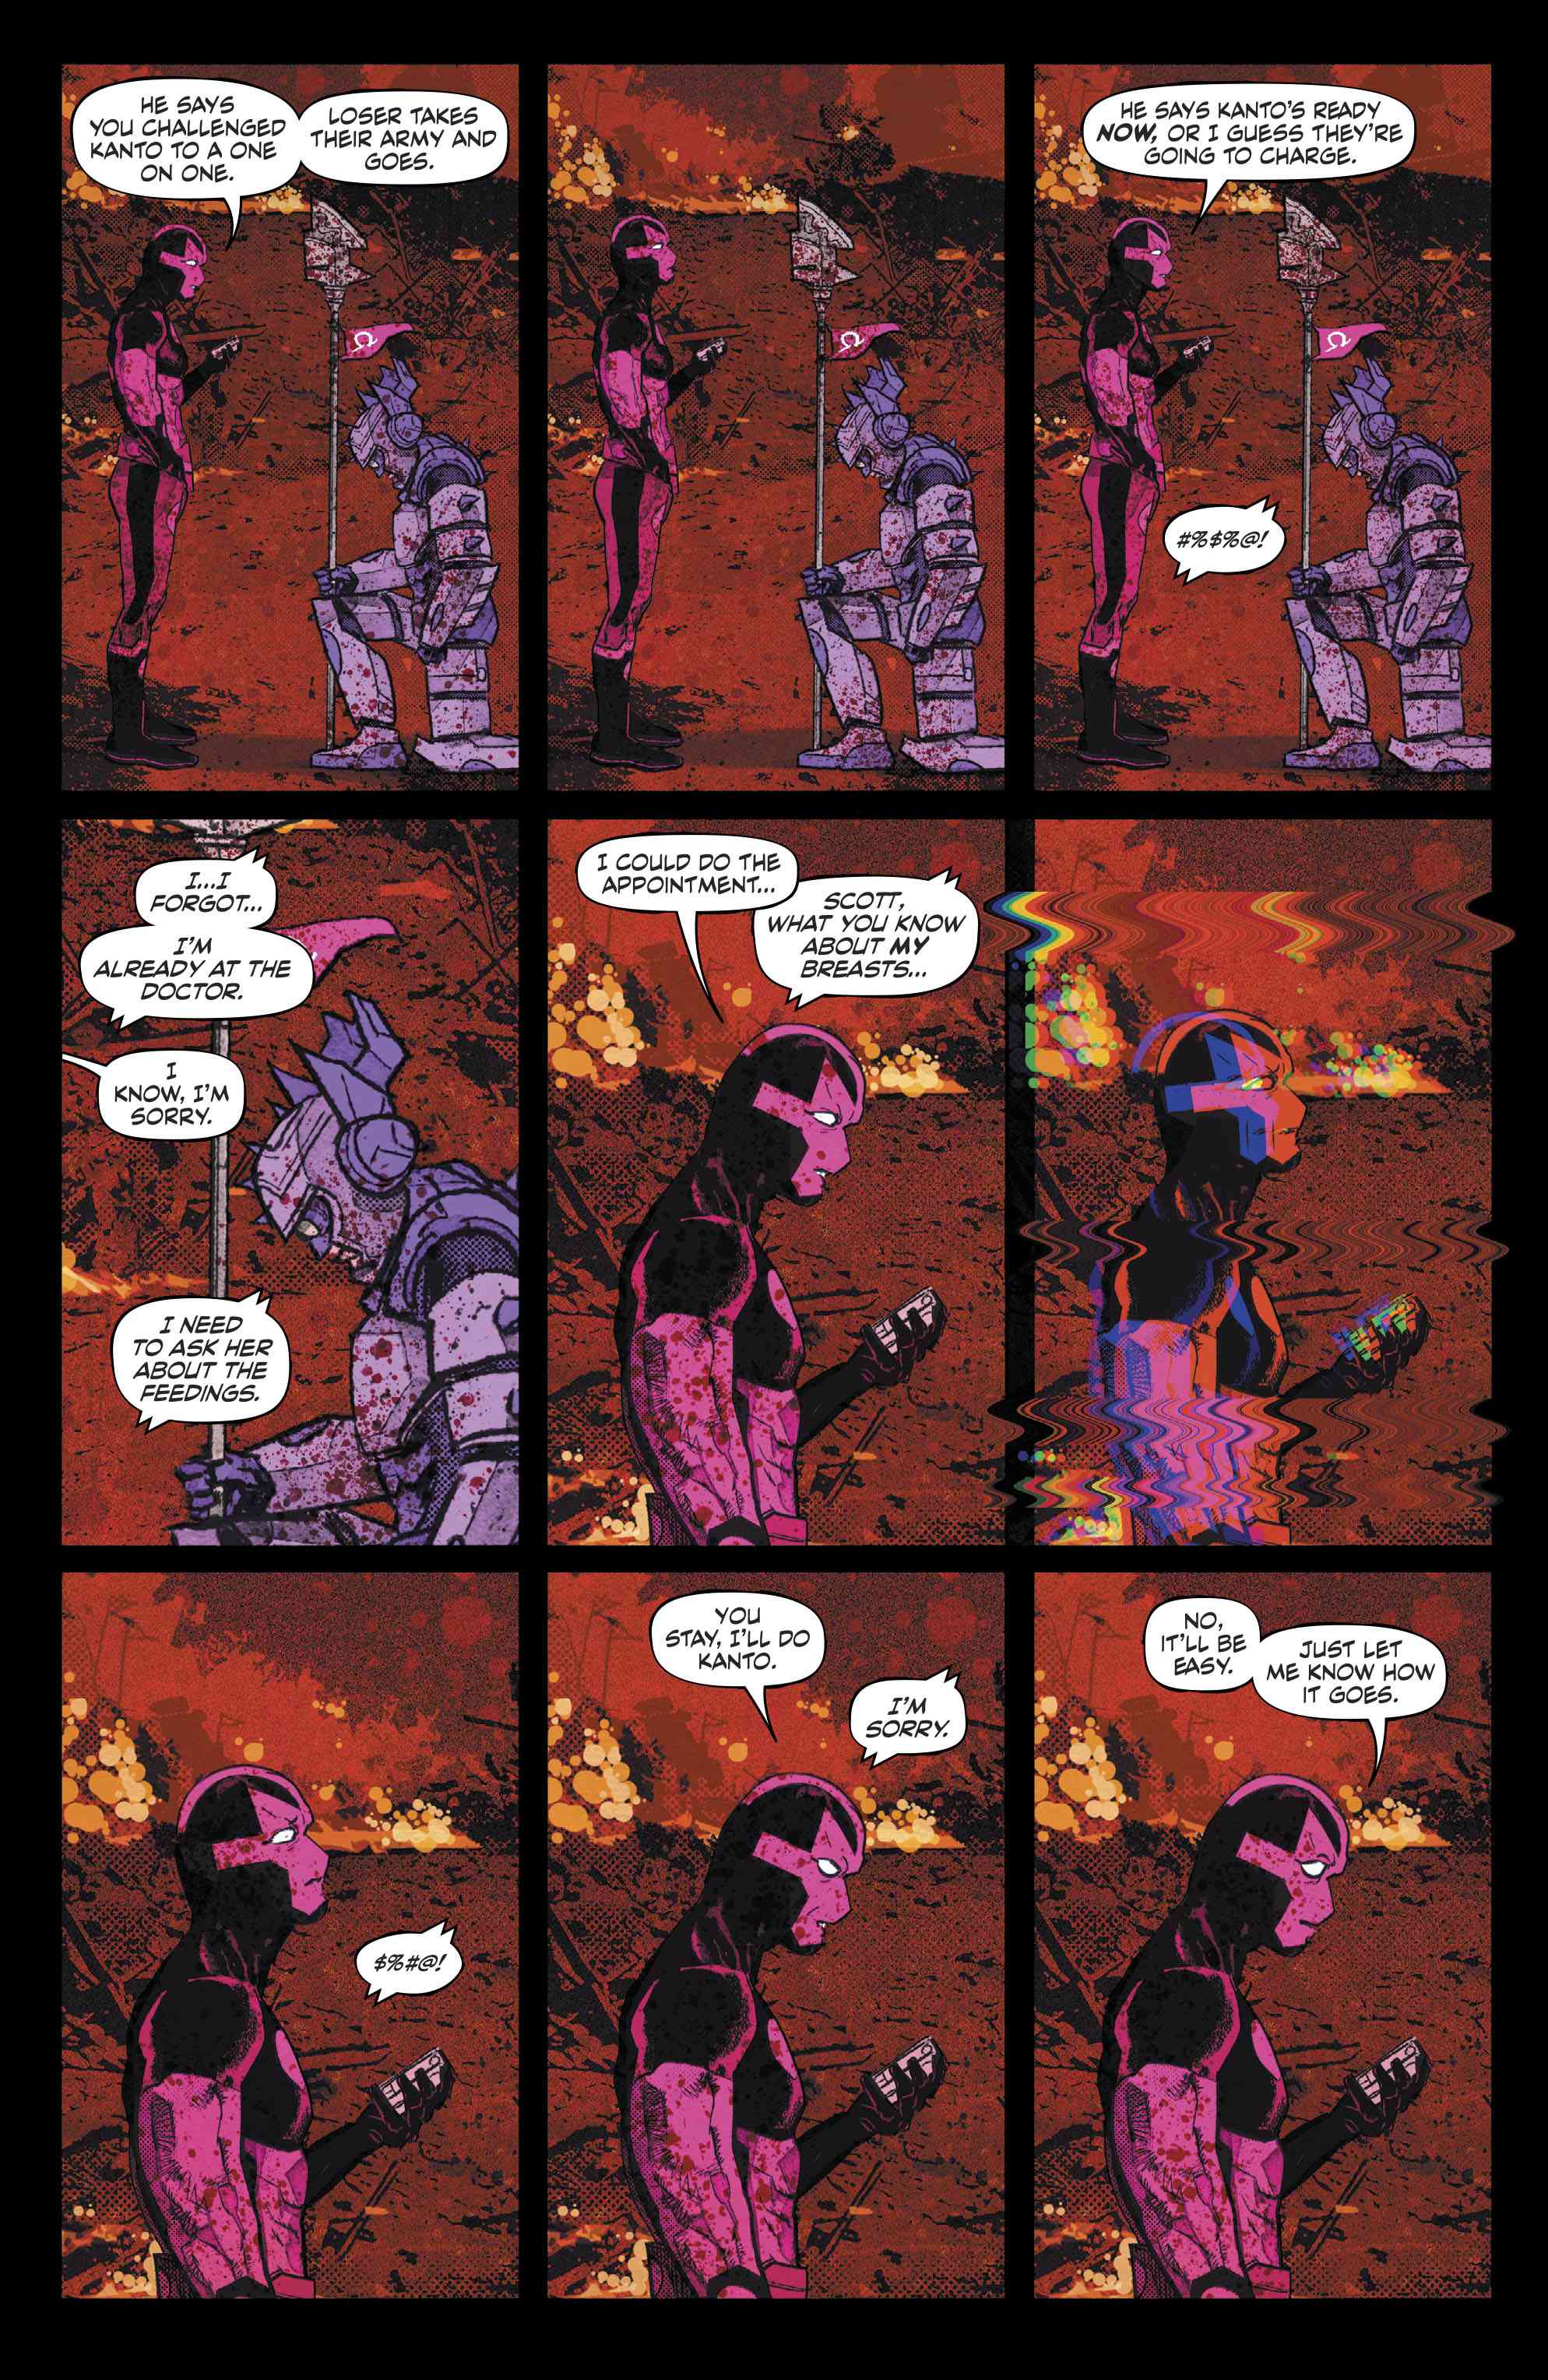 HE SAYS
YOU CHALLENGED
KANTO TO A ONE
ON ONE.
LOSER TAKES
THEIR ARMY AND
GOES.
Ω
Ω
HE SAYS KANTO'S READY
NOW, OR I GUESS THEY'RE
GOING TO CHARGE.
Ω
#%$%@!
I...I
FORGOT...
I'M
ALREADY AT THE
DOCTOR.
I
KNOW, I'M
SORRY.
I NEED
TO ASK HER
ABOUT THE
FEEDINGS.
I COULD DO THE
APPOINTMENT...
SCOTT,
WHAT YOU KNOW
ABOUT MY
BREASTS...
$%#@!
YOU
STAY, I'LL DO
KANTO.
I'M
SORRY.
NO,
IT'LL BE
EASY.
JUST LET
ME KNOW HOW
IT GOES.